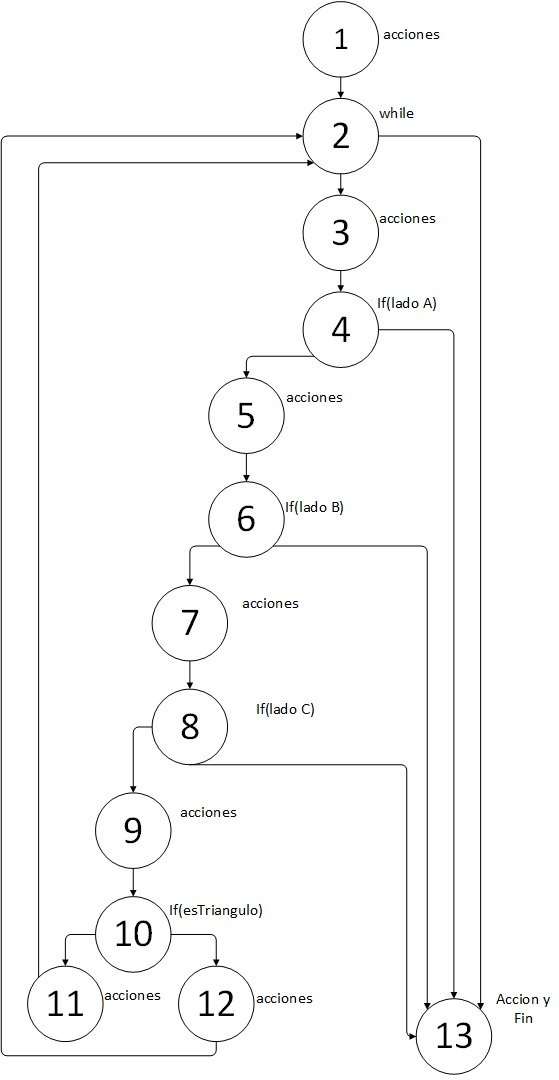 1
acciones
while
2
acciones
3
If(lado A)
4
acciones
5
If(lado B)
6
acciones
7
If(lado C)
8
acciones
9
If(esTriangulo)
10
11
acciones
12
acciones
Accion y
Fin
13